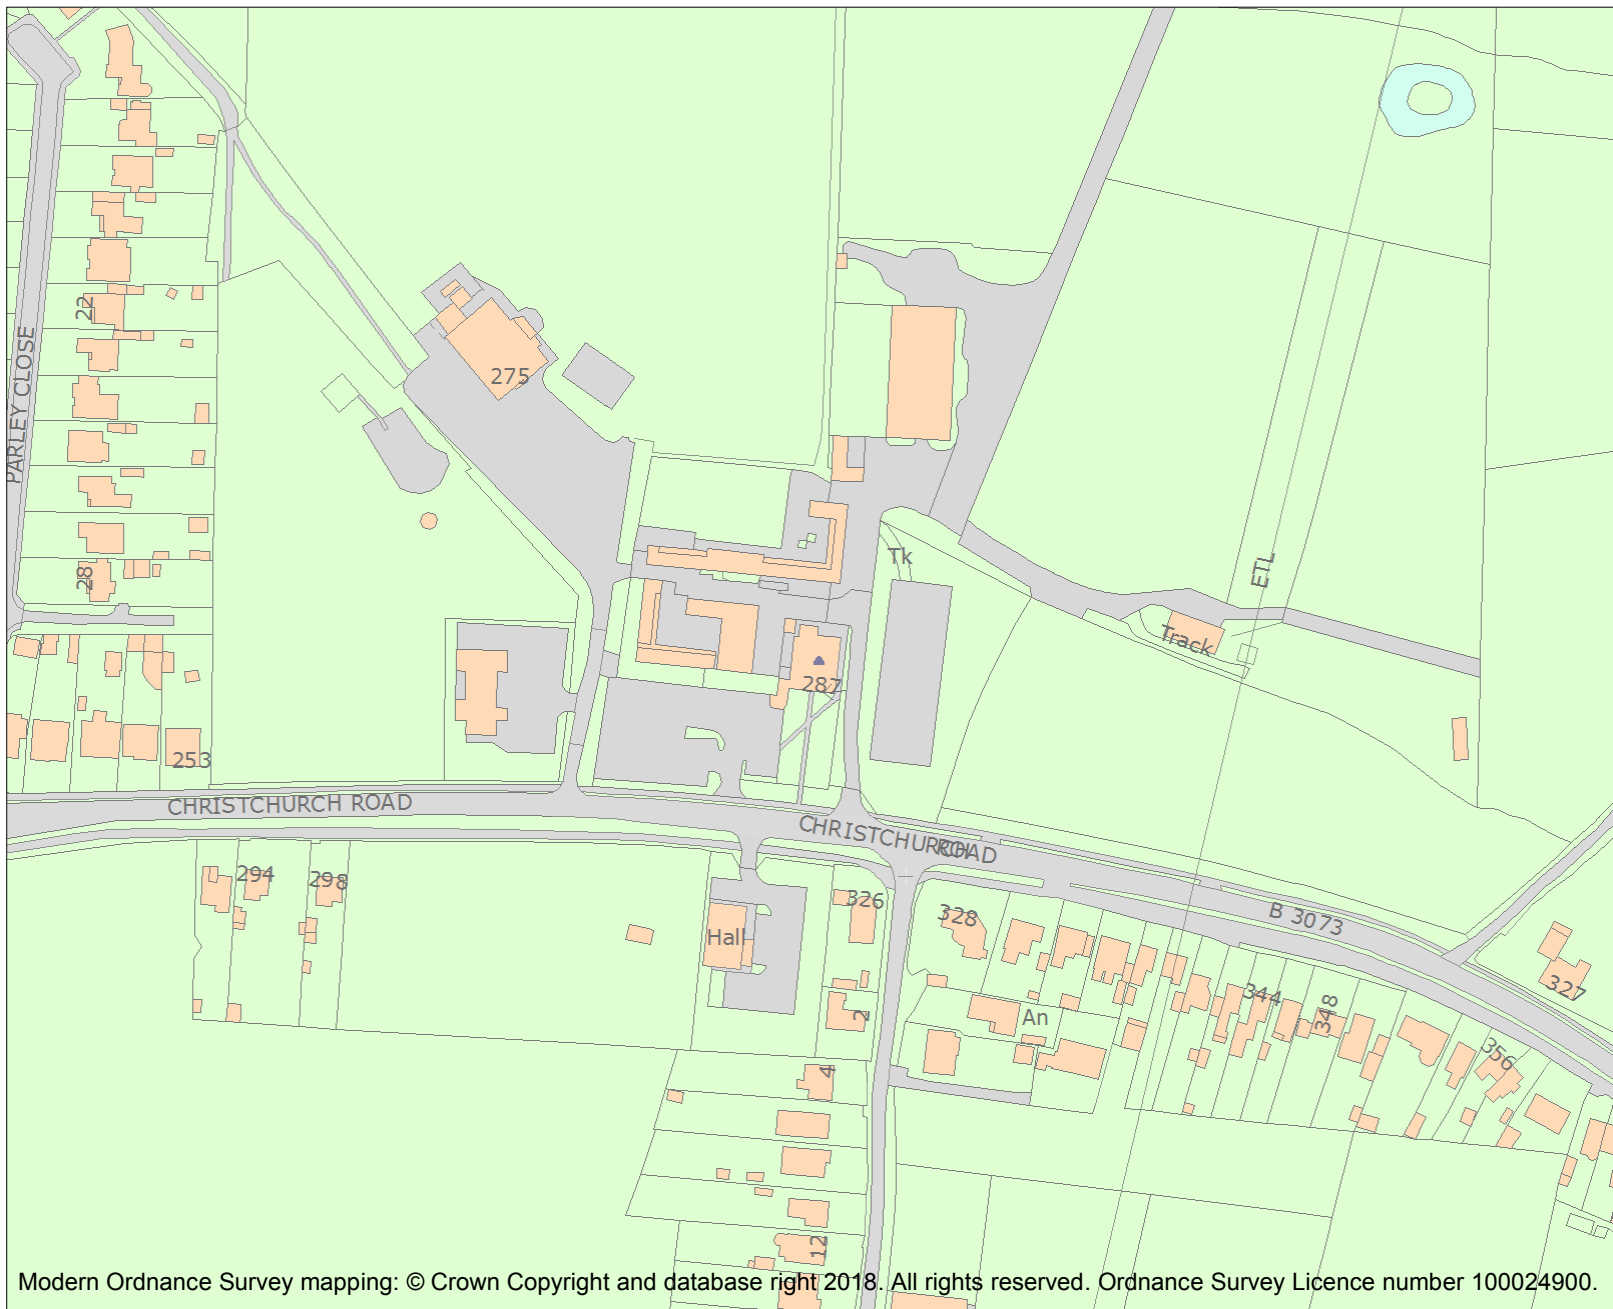 22
PARLEY CLOSE
275
Tk
ETL
28
Track
287
253
CHRISTCHURCH ROAD
CHRISTCHURCH
ROAD
294
298
326
328
B 3073
Hall
327
344
348
2
An
356
4
12
Modern Ordnance Survey mapping: © Crown Copyright and database right 2018. All rights reserved. Ordnance Survey Licence number 100024900.